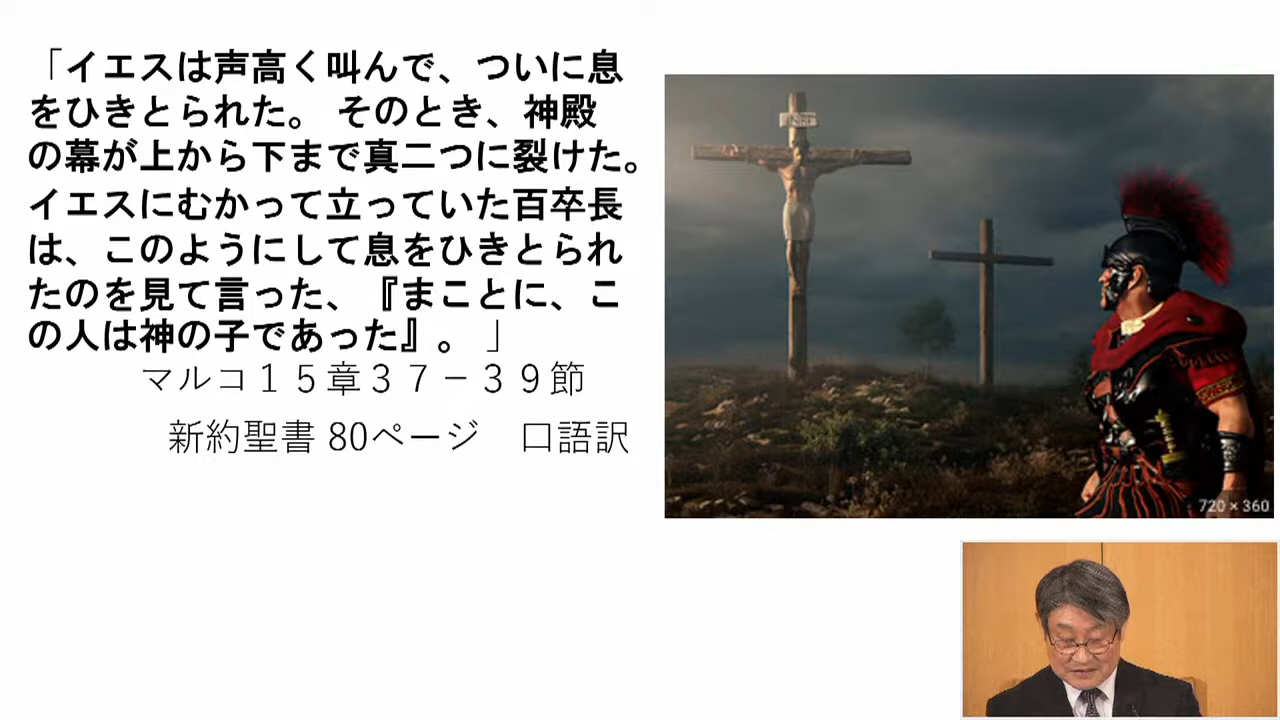 「イエスは声高く叫んで、ついに息
をひきとられた。 そのとき、神殿
の幕が上から下まで真二つに裂けた。
イエスにむかって立っていた百卒長
は、このようにして息をひきとられ
たのを見て言った、『まことに、こ
の人は神の子であった』。 」
マルコ１５章３７－３９節
新約聖書 80ページ　口語訳
INRI
720 × 360